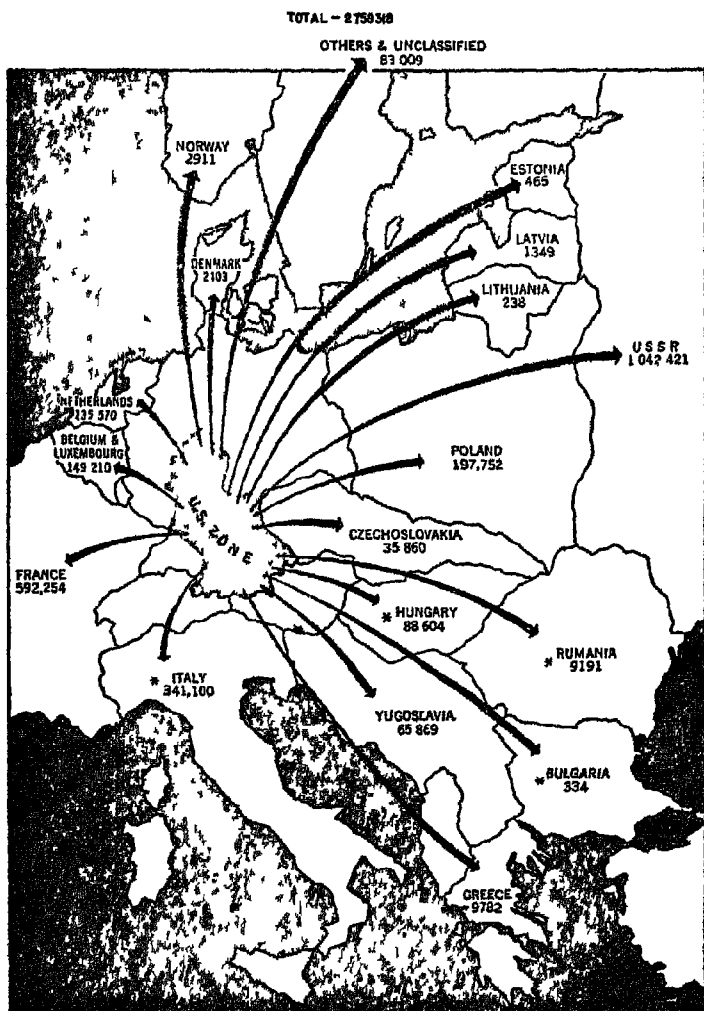 TOTAL - 2758318
OTHERS & UNCLASSIFIED
83 009
NORWAY
2911
ESTONIA
465
DENMARK
2103
LATVIA
1349
LITHUANIA
238
USSR
1 042 421
NETHERLANDS
135 570
BELGIUM &
LUXEMBOURG
149 210
POLAND
197,752
U.S. ZONE
CZECHOSLOVAKIA
35 860
FRANCE
592,254
* HUNGARY
88 604
* RUMANIA
9191
* ITALY
341,100
YUGOSLAVIA
65 869
* BULGARIA
334
GREECE
9782